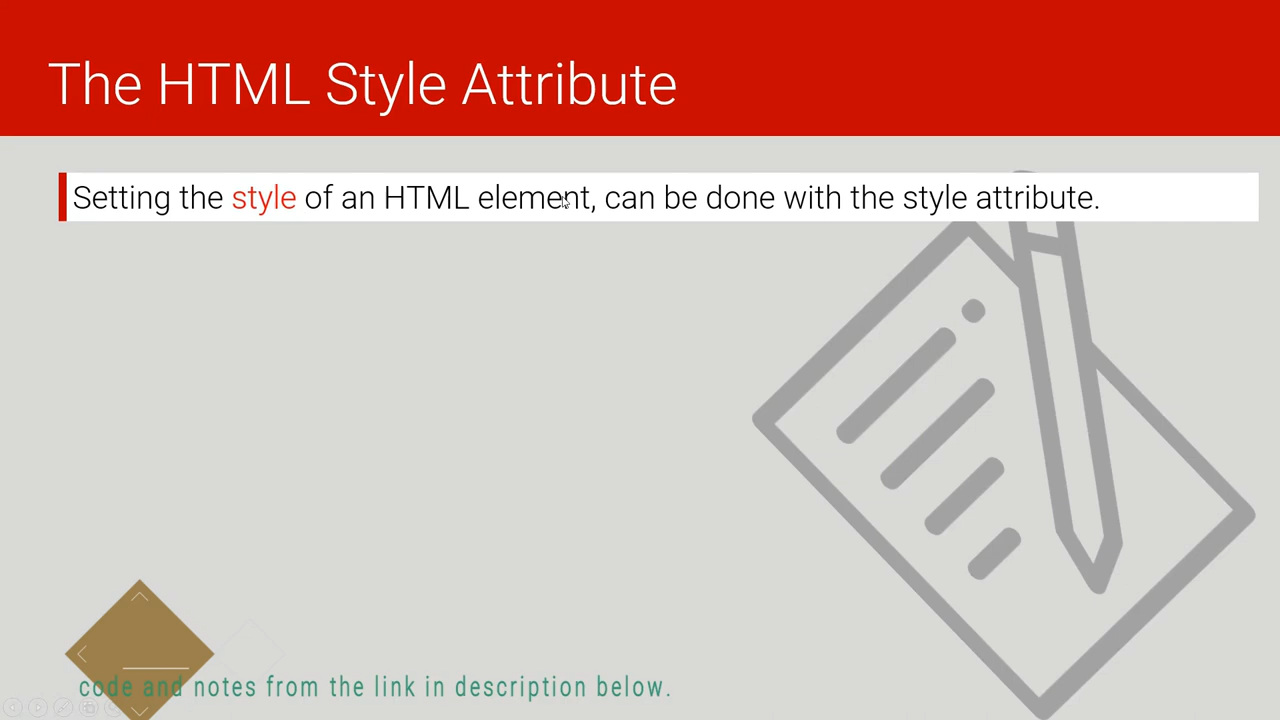 The HTML Style Attribute
Setting the style of an HTML element, can be done with the style attribute.
code and notes from the link in description below.